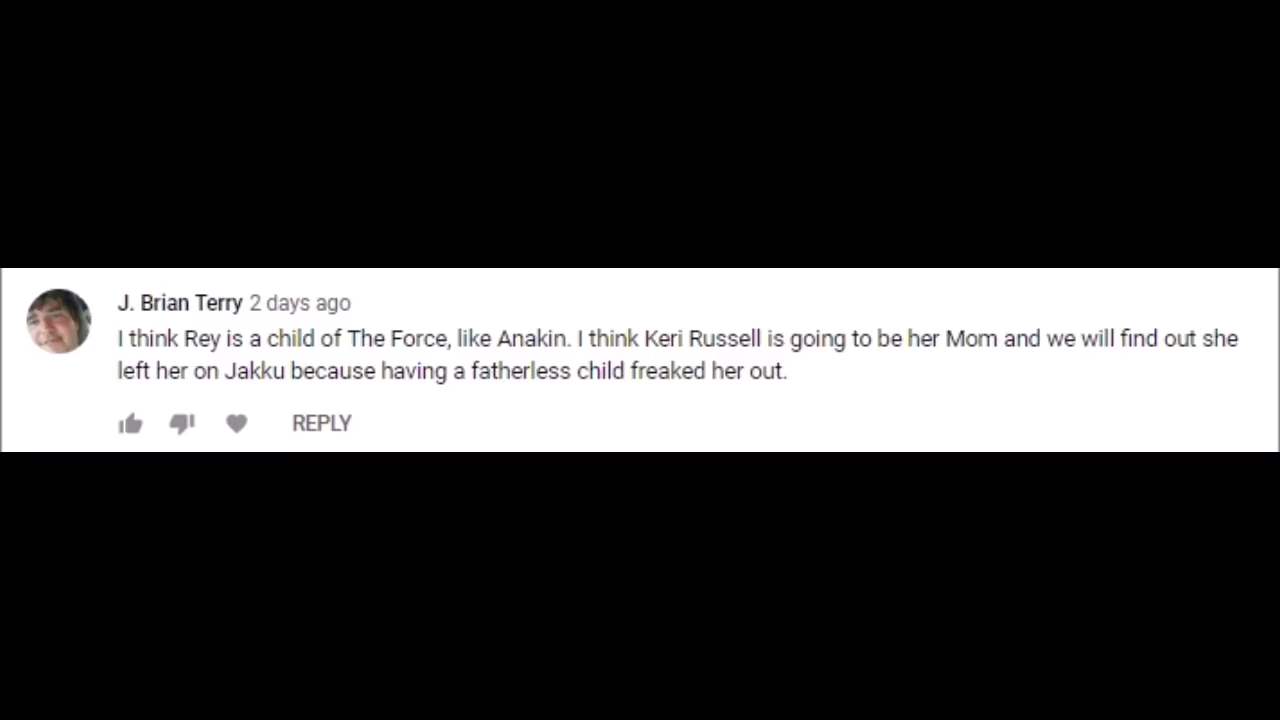 J. Brian Terry 2 days ago
I think Rey is a child of The Force, like Anakin. I think Keri Russell is going to be her Mom and we will find out she
left her on Jakku because having a fatherless child freaked her out.
REPLY